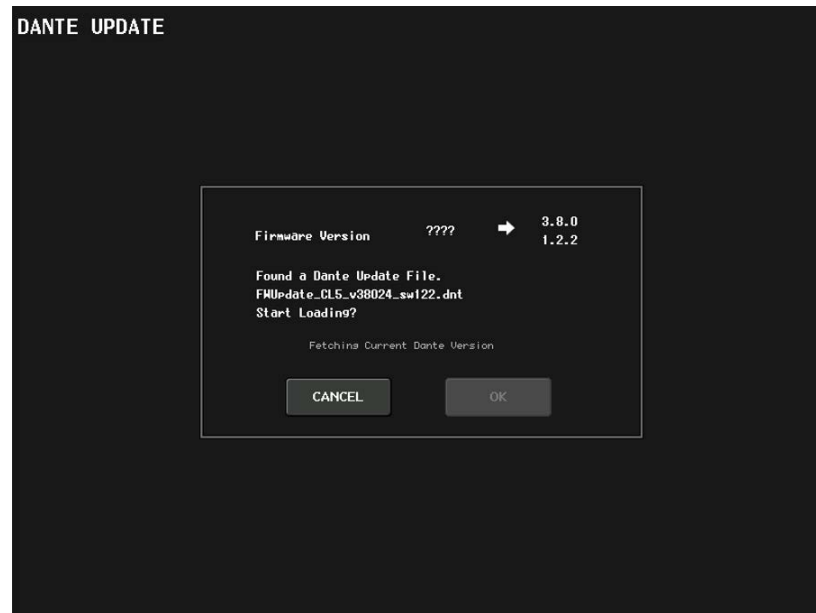 DANTE UPDATE
Firmware Version ???? 3.8.0
1.2.2
Found a Dante Update File.
FWUpdate_CL5_v38024_sw122.dnt
Start Loading?
Fetching Current Dante Version
CANCEL OK